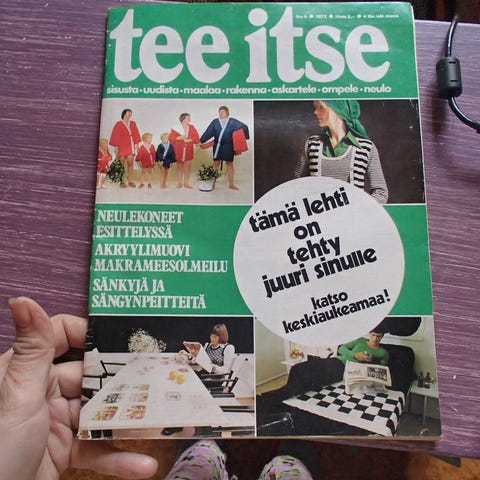 tee itse
sisusta • uudista • maalaa • rakenna • askartele • ompele • neulo
NEULEKONEET
ESITTELYSSÄ
AKRYYLIMUOVI
MAKRAMEESOLMEILU
SÄNKYJÄ JA
SÄNGYNPEITTEITÄ
tämä lehti
on
tehty
juuri sinulle
katso
keskiaukeamaa!